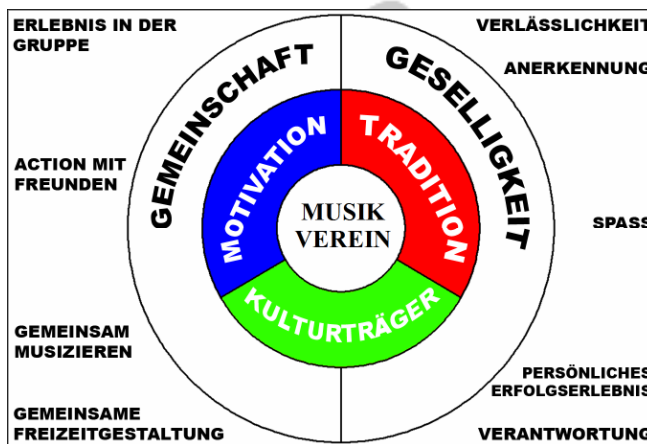 ERLEBNIS IN DER
GRUPPE
ACTION MIT
FREUNDEN
GEMEINSAM
MUSIZIEREN
GEMEINSAME
FREIZEITGESTALTUNG
GEMEINSCHAFT
GESELLIGKEIT
MOTIVATION
TRADITION
KULTURTRÄGER
MUSIK
VEREIN
VERLÄSSLICHKEIT
ANERKENNUNG
SPASS
PERSÖNLICHES
ERFOLGSERLEBNIS
VERANTWORTUNG